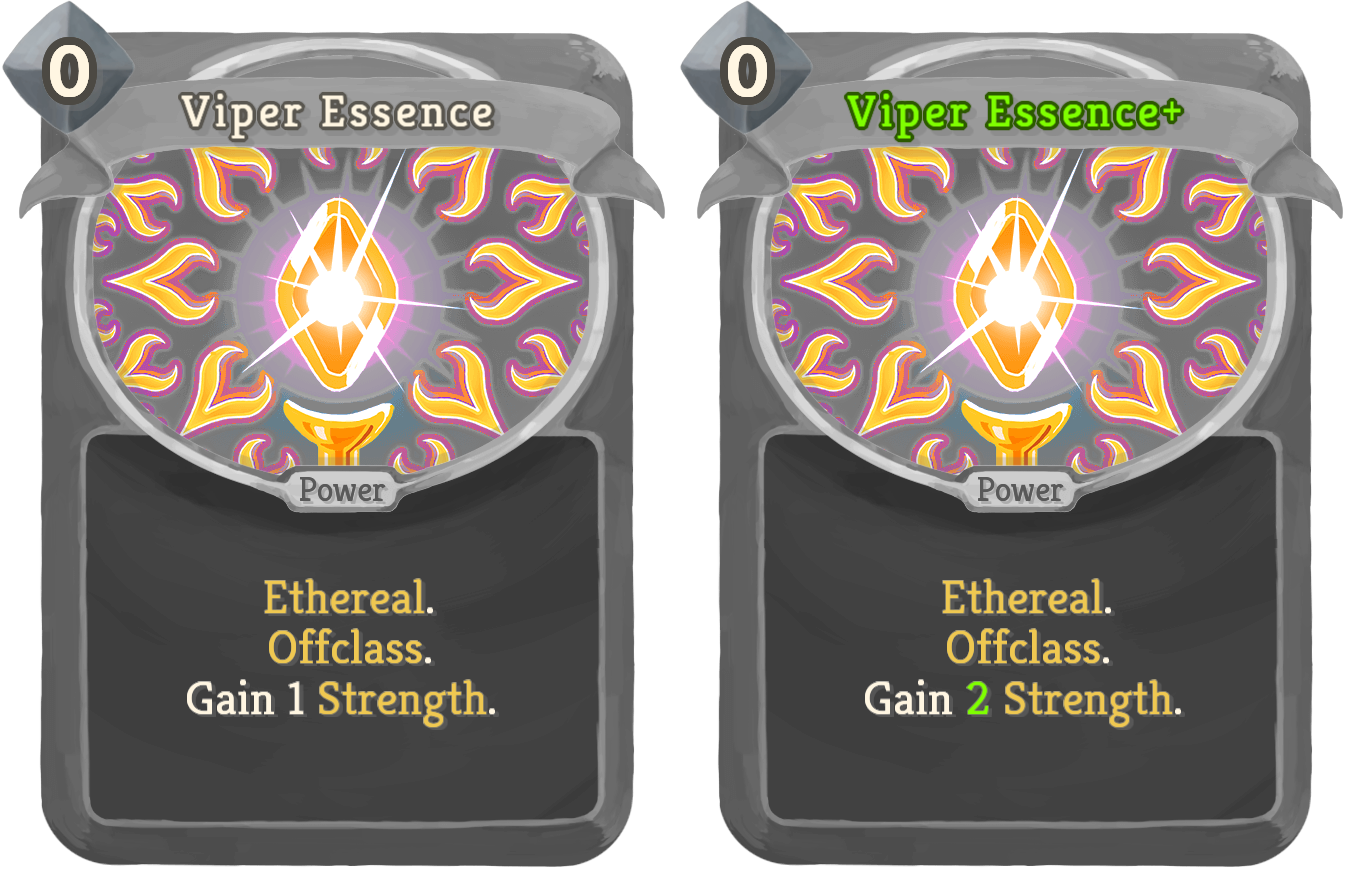 0
Viper Essence
Power
Ethereal.
Offclass.
Gain 1 Strength.
0
Viper Essence+
Power
Ethereal.
Offclass.
Gain 2 Strength.